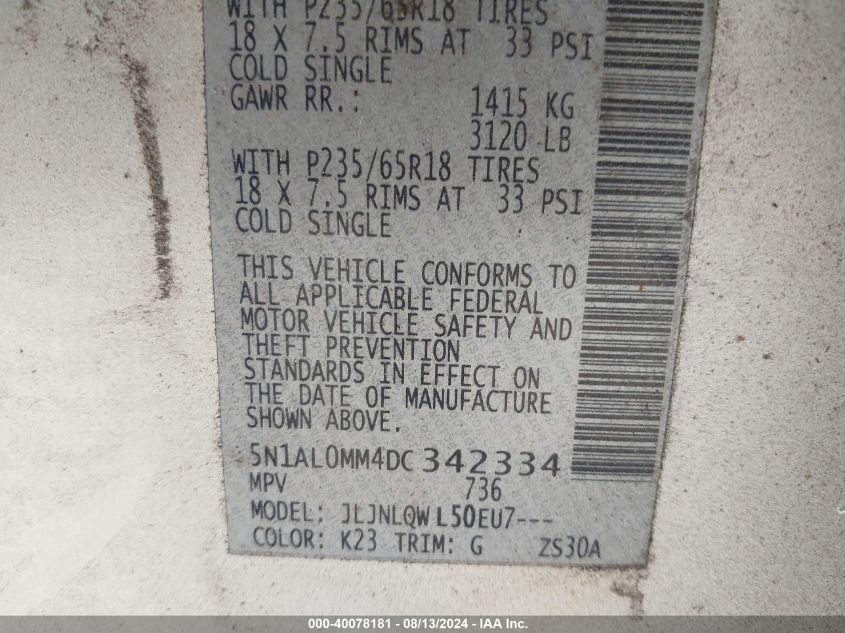 WITH P235/65R18 TIRES
18 X 7.5 RIMS AT 33 PSI
COLD SINGLE
GAWR RR.: 1415 KG
3120 LB
WITH P235/65R18 TIRES
18 X 7.5 RIMS AT 33 PSI
COLD SINGLE
THIS VEHICLE CONFORMS TO
ALL APPLICABLE FEDERAL
MOTOR VEHICLE SAFETY AND
THEFT PREVENTION
STANDARDS IN EFFECT ON
THE DATE OF MANUFACTURE
SHOWN ABOVE.
5N1AL0MM4DC342334
MPV 736
MODEL: JLJNLQW L50EU7---
COLOR: K23 TRIM: G ZS30A
000-40078181 - 08/13/2024 - IAA Inc.